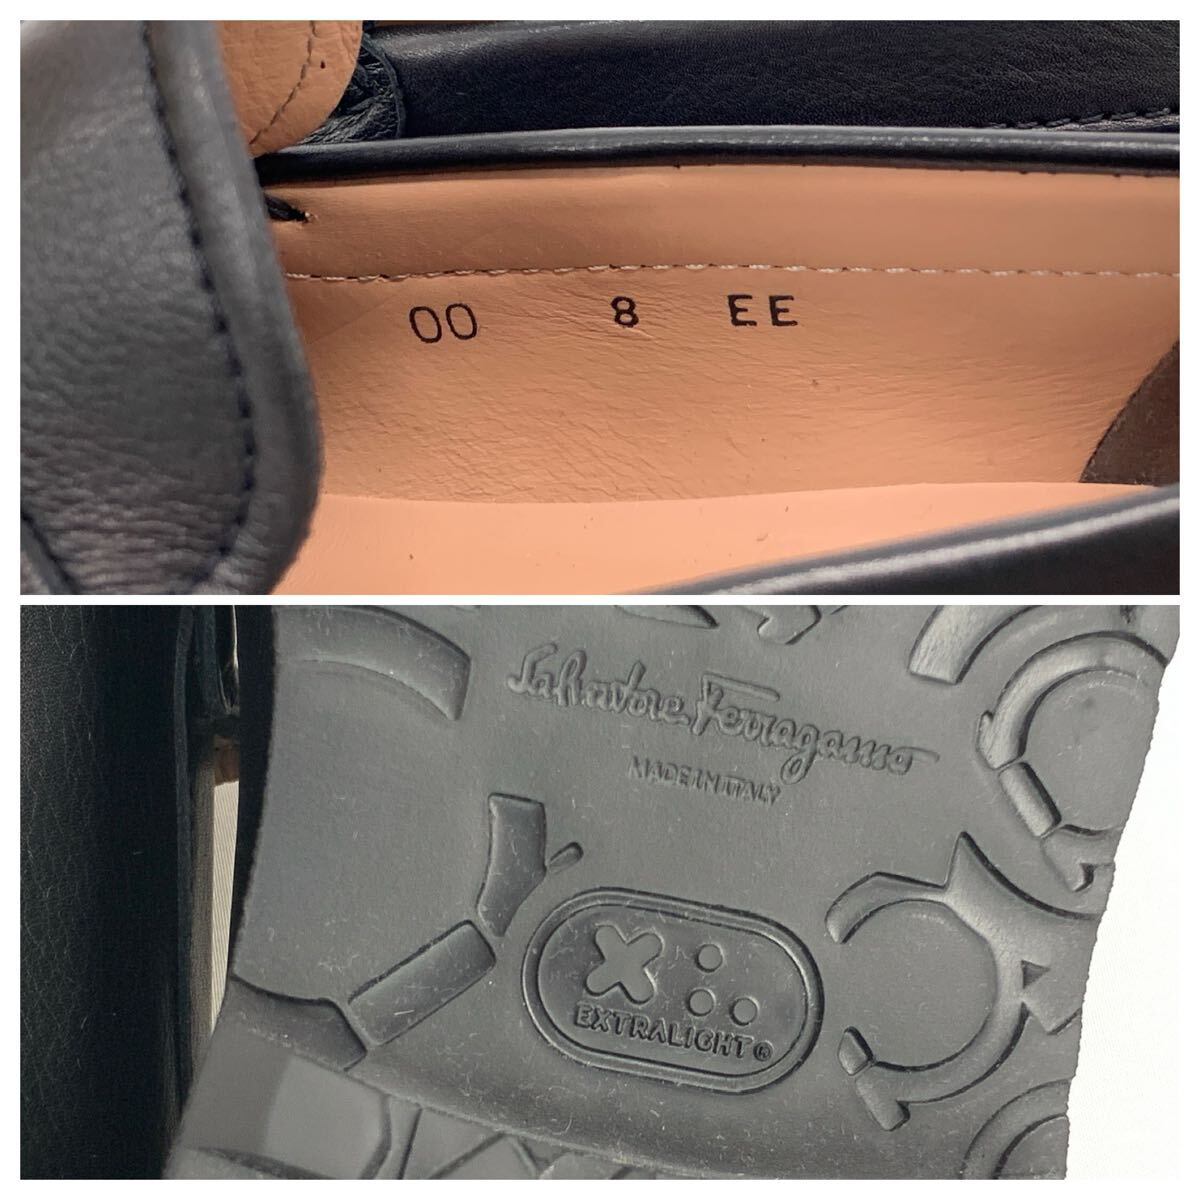 00 8 EE
Salvatore Ferragamo
MADE IN ITALY
EXTRALIGHT®